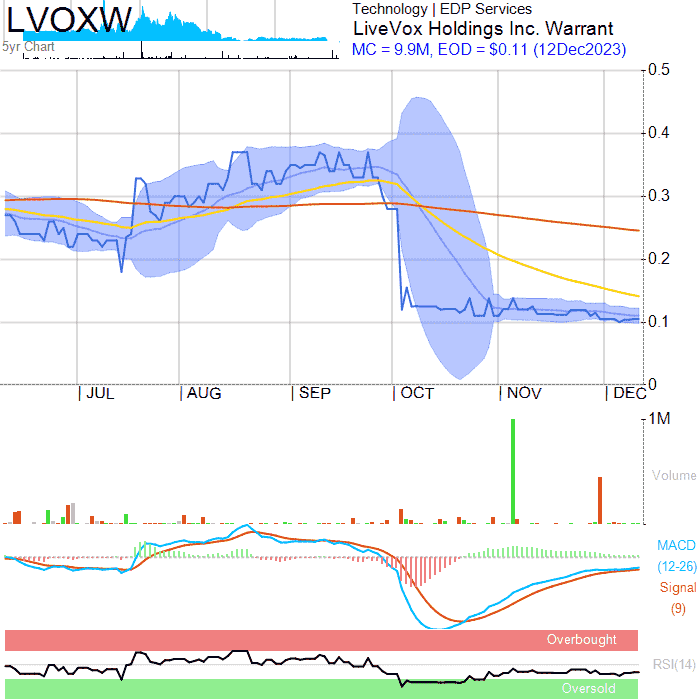 LVOXW
5yr Chart
Technology | EDP Services
LiveVox Holdings Inc. Warrant
MC = 9.9M, EOD = $0.11 (12Dec2023)
0.5
0.4
0.3
0.2
0.1
0
JUL
AUG
SEP
OCT
NOV
DEC
1M
Volume
MACD
(12-26)
Signal
(9)
Overbought
RSI(14)
Oversold